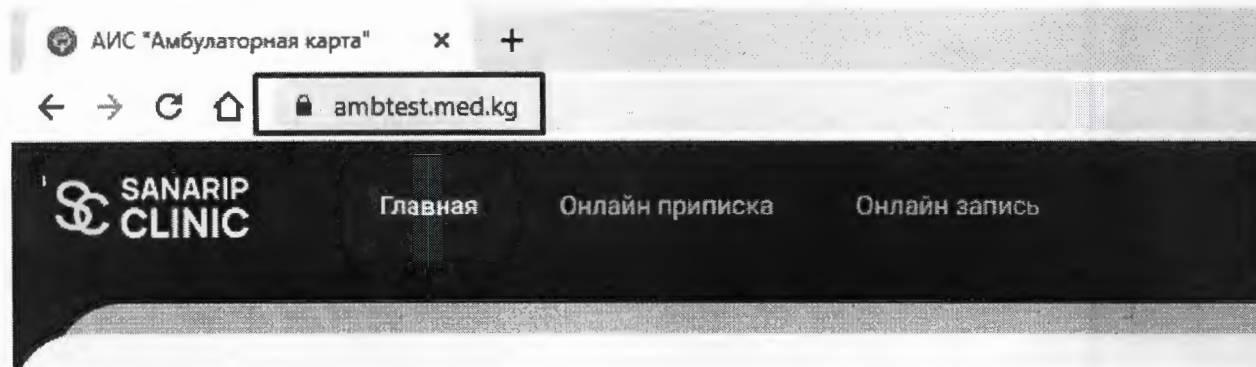 АИС "Амбулаторная карта"
ambtest.med.kg
SANARIP
CLINIC
Главная
Онлайн приписка
Онлайн запись